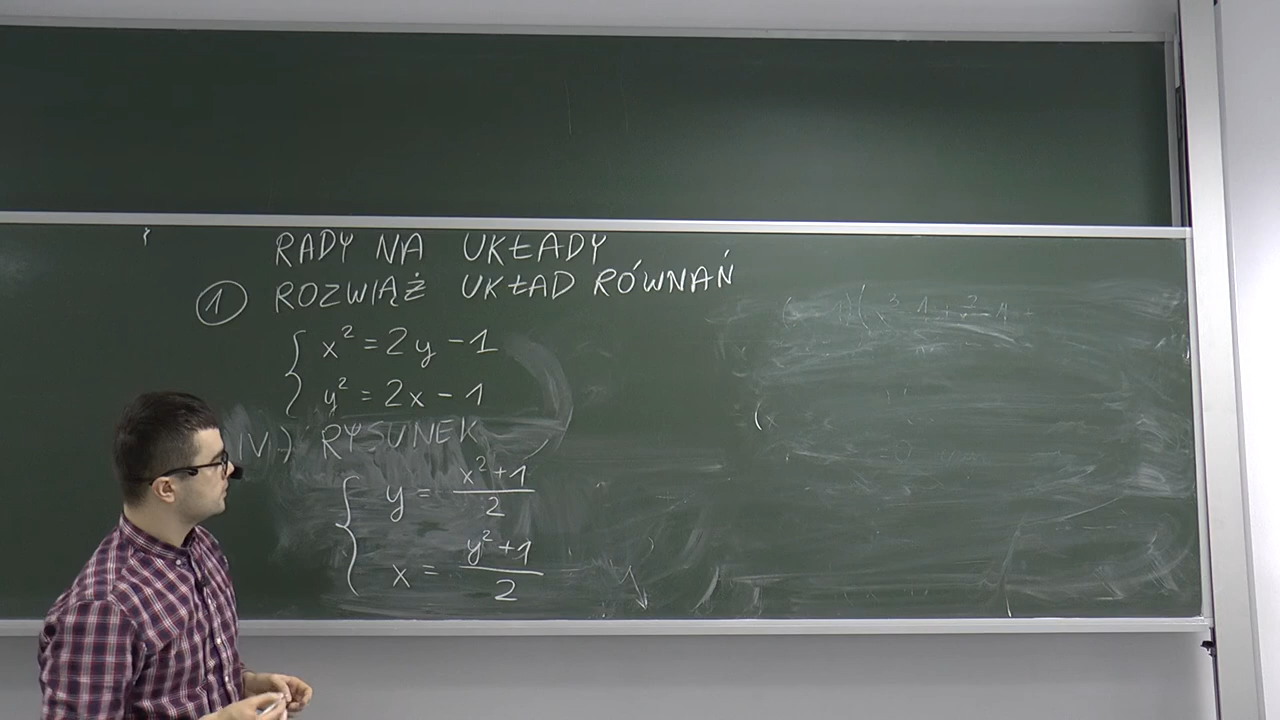 RADY NA UKŁADY
① ROZWIĄŻ UKŁAD RÓWNAŃ
{ x² = 2y - 1
y² = 2x - 1
IV.) RYSUNEK
{ y = (x² + 1)/2
x = (y² + 1)/2